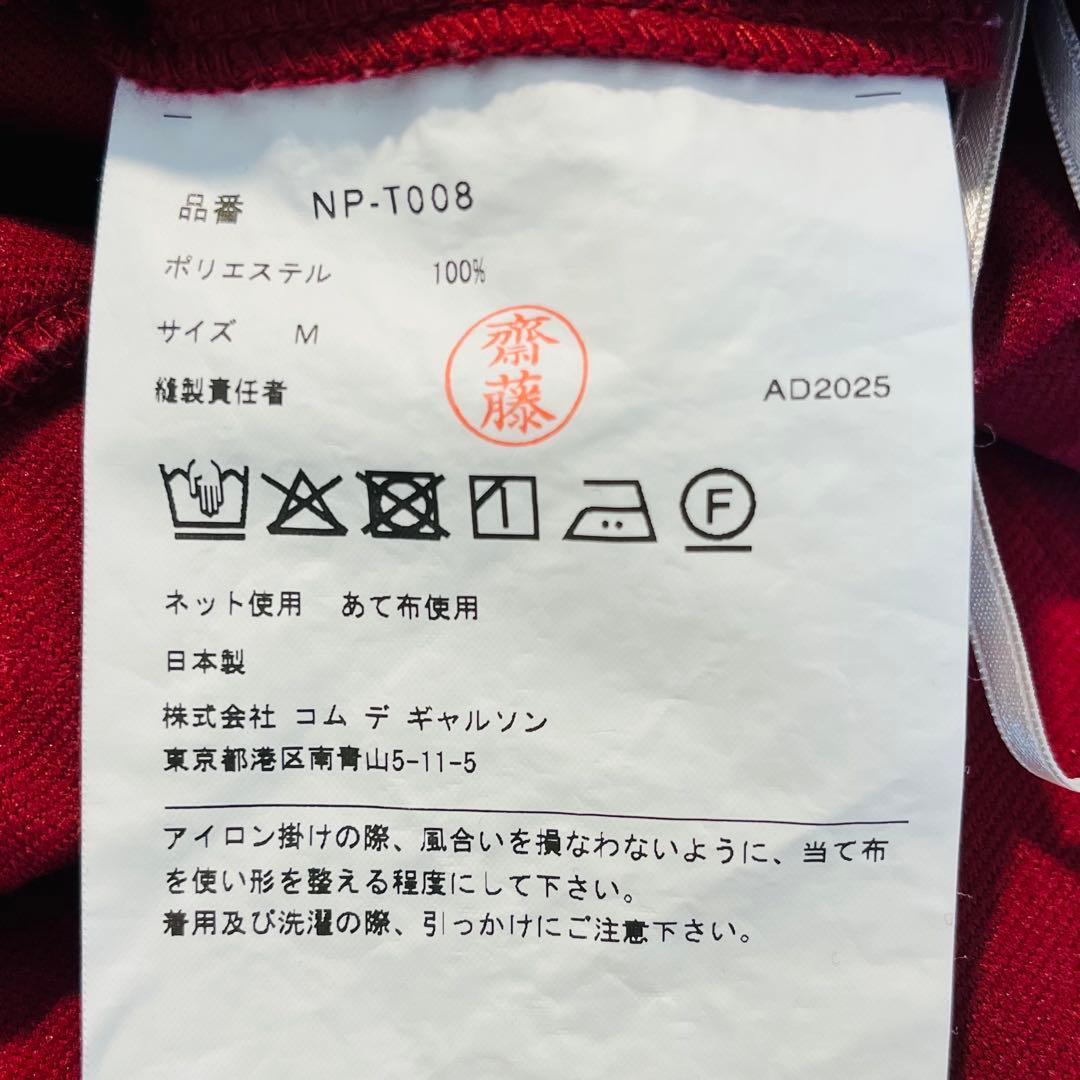 品番 NP-T008
ポリエステル 100%
サイズ M
齋藤
縫製責任者 AD2025
F
ネット使用 あて布使用
日本製
株式会社 コム デ ギャルソン
東京都港区南青山5-11-5
アイロン掛けの際、風合いを損なわないように、当て布
を使い形を整える程度にして下さい。
着用及び洗濯の際、引っかけにご注意下さい。